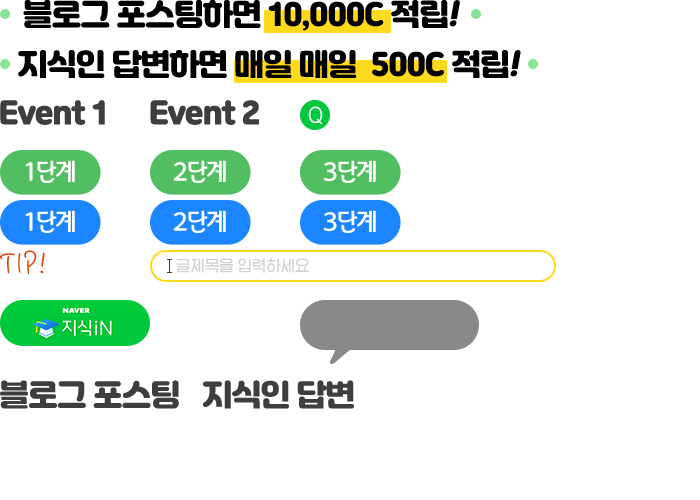 블로그 포스팅하면 10,000C 적립!
지식인 답변하면 매일 매일 500C 적립!
Event 1 Event 2 Q
1단계 2단계 3단계
1단계 2단계 3단계
TIP! 글제목을 입력하세요
NAVER
지식iN
블로그 포스팅 지식인 답변